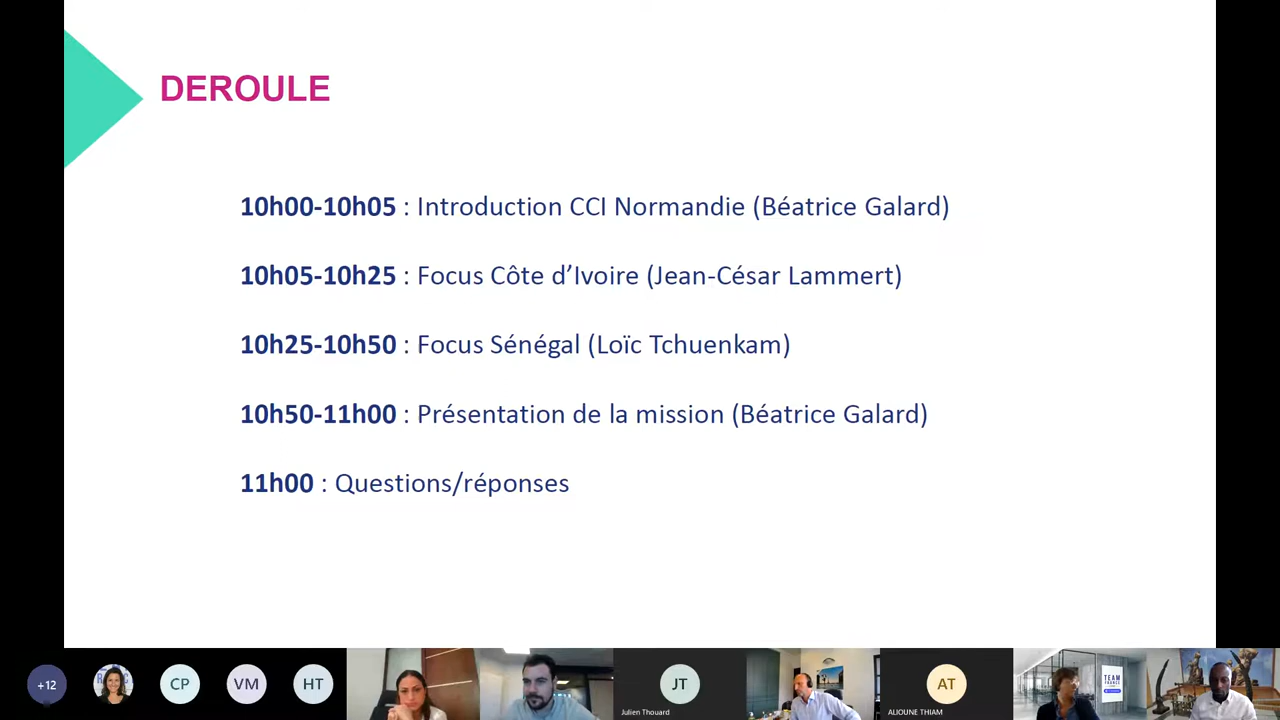 DEROULE
10h00-10h05 : Introduction CCI Normandie (Béatrice Galard)
10h05-10h25 : Focus Côte d’Ivoire (Jean-César Lammert)
10h25-10h50 : Focus Sénégal (Loïc Tchuenkam)
10h50-11h00 : Présentation de la mission (Béatrice Galard)
11h00 : Questions/réponses
+12
CP
VM
HT
JT
Julien Thouard
AT
ALIOUNE THIAM
TEAM
FRANCE